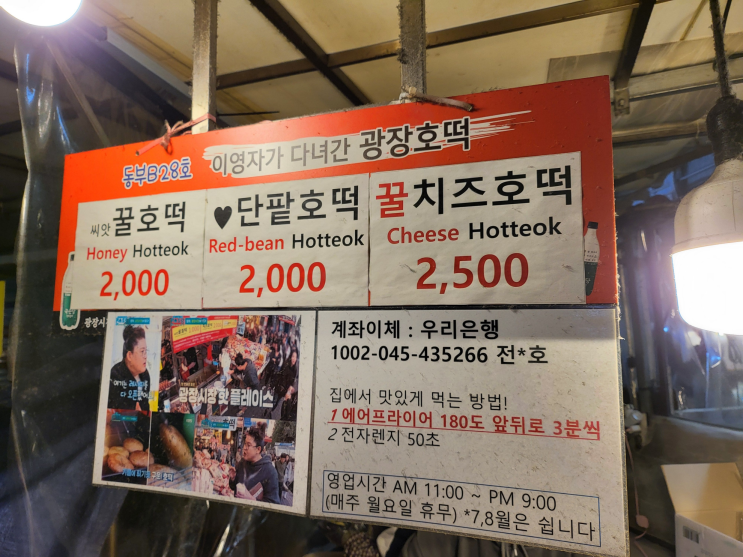 동부B28호 이영자가 다녀간 광장호떡
씨앗 꿀호떡
Honey Hotteok
2,000
♥단팥호떡
Red-bean Hotteok
2,000
꿀치즈호떡
Cheese Hotteok
2,500
광장시장 핫 플레이스
계좌이체 : 우리은행
1002-045-435266 전*호
집에서 맛있게 먹는 방법!
1 에어프라이어 180도 앞뒤로 3분씩
2 전자렌지 50초
영업시간 AM 11:00 ~ PM 9:00
(매주 월요일 휴무) *7,8월은 쉽니다